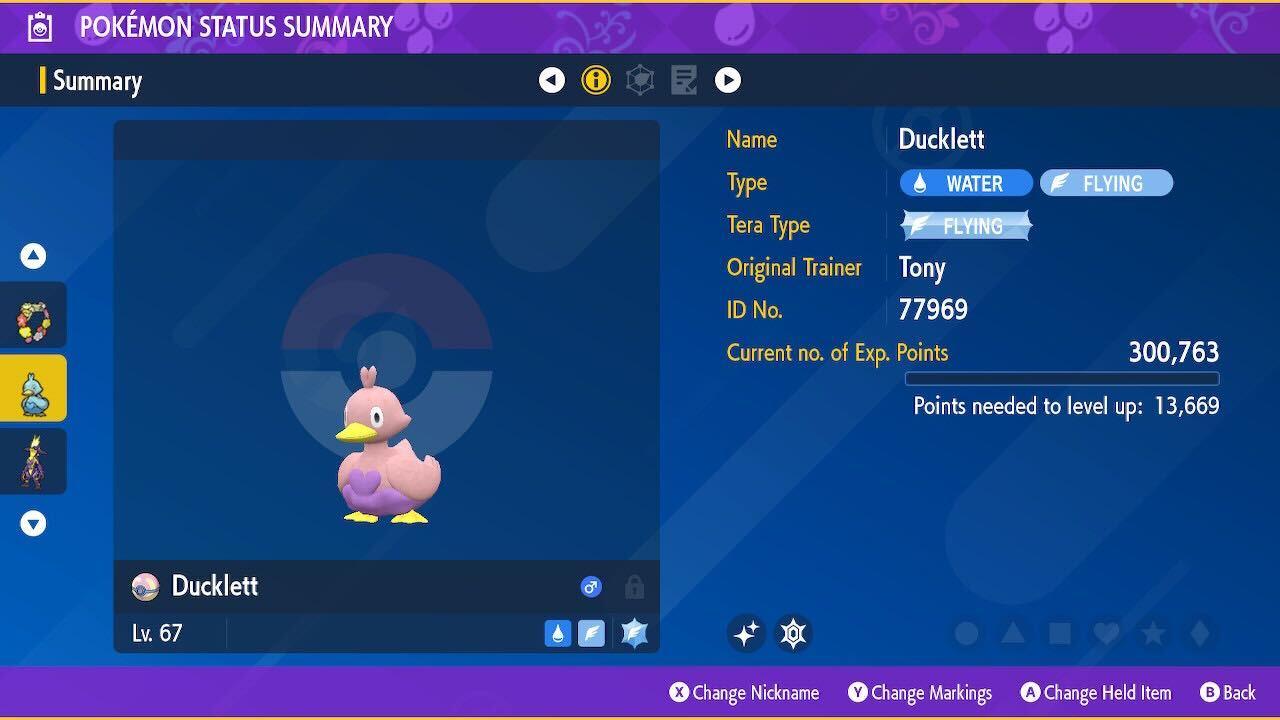 POKÉMON STATUS SUMMARY
Summary
Name Ducklett
Type WATER FLYING
Tera Type FLYING
Original Trainer Tony
ID No. 77969
Current no. of Exp. Points 300,763
Points needed to level up: 13,669
Ducklett
Lv. 67
X Change Nickname Y Change Markings A Change Held Item B Back